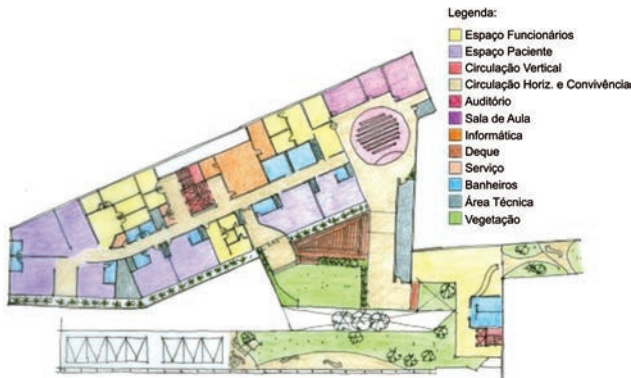 Legenda:
Espaço Funcionários
Espaço Paciente
Circulação Vertical
Circulação Horiz. e Convivência
Auditório
Sala de Aula
Informática
Deque
Serviço
Banheiros
Área Técnica
Vegetação